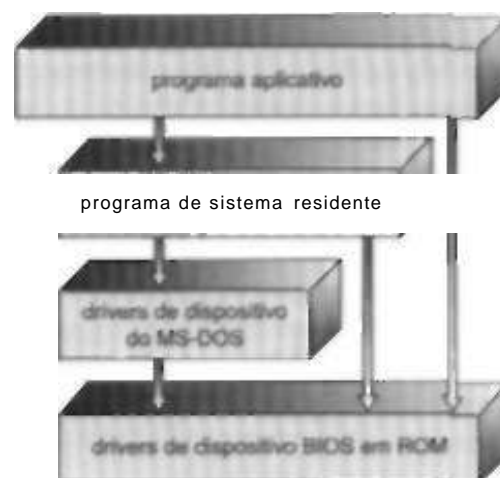 programa aplicativo
programa de sistema residente
drivers de dispositivo
do MS-DOS
drivers de dispositivo BIOS em ROM